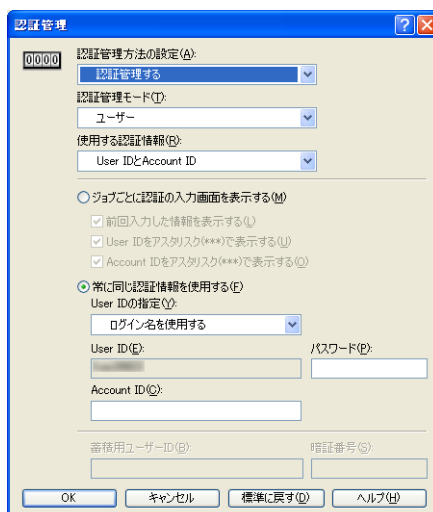 認証管理
0000
認証管理方法の設定(A):
認証管理する
認証管理モード(T):
ユーザー
使用する認証情報(R):
User IDとAccount ID
ジョブごとに認証の入力画面を表示する(M)
前回入力した情報を表示する(L)
User IDをアスタリスク(***)で表示する(U)
Account IDをアスタリスク(***)で表示する(O)
常に同じ認証情報を使用する(F)
User IDの指定(Y):
ログイン名を使用する
User ID(E): パスワード(P):
Account ID(C):
蓄積用ユーザーID(B): 暗証番号(S):
OK キャンセル 標準に戻す(D) ヘルプ(H)